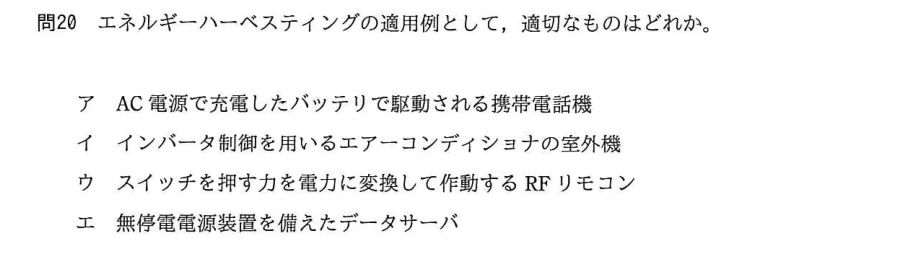 問20 エネルギーハーベスティングの適用例として，適切なものはどれか。
ア AC 電源で充電したバッテリで駆動される携帯電話機
イ インバータ制御を用いるエアーコンディショナの室外機
ウ スイッチを押す力を電力に変換して作動する RF リモコン
エ 無停電電源装置を備えたデータサーバ